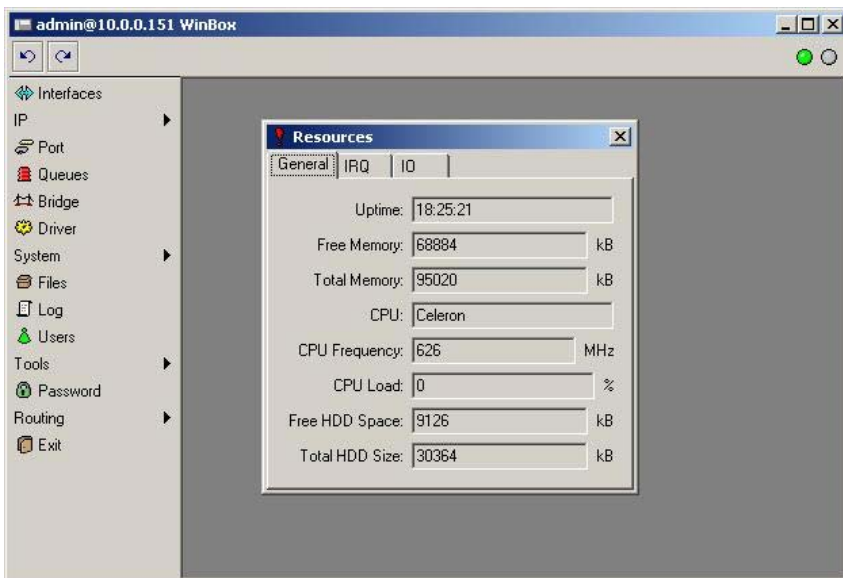 admin@10.0.0.151 WinBox
Interfaces
IP
Port
Queues
Bridge
Driver
System
Files
Log
Users
Tools
Password
Routing
Exit
Resources
General IRQ IO
Uptime: 18:25:21
Free Memory: 68884 kB
Total Memory: 95020 kB
CPU: Celeron
CPU Frequency: 626 MHz
CPU Load: 0 %
Free HDD Space: 9126 kB
Total HDD Size: 30364 kB